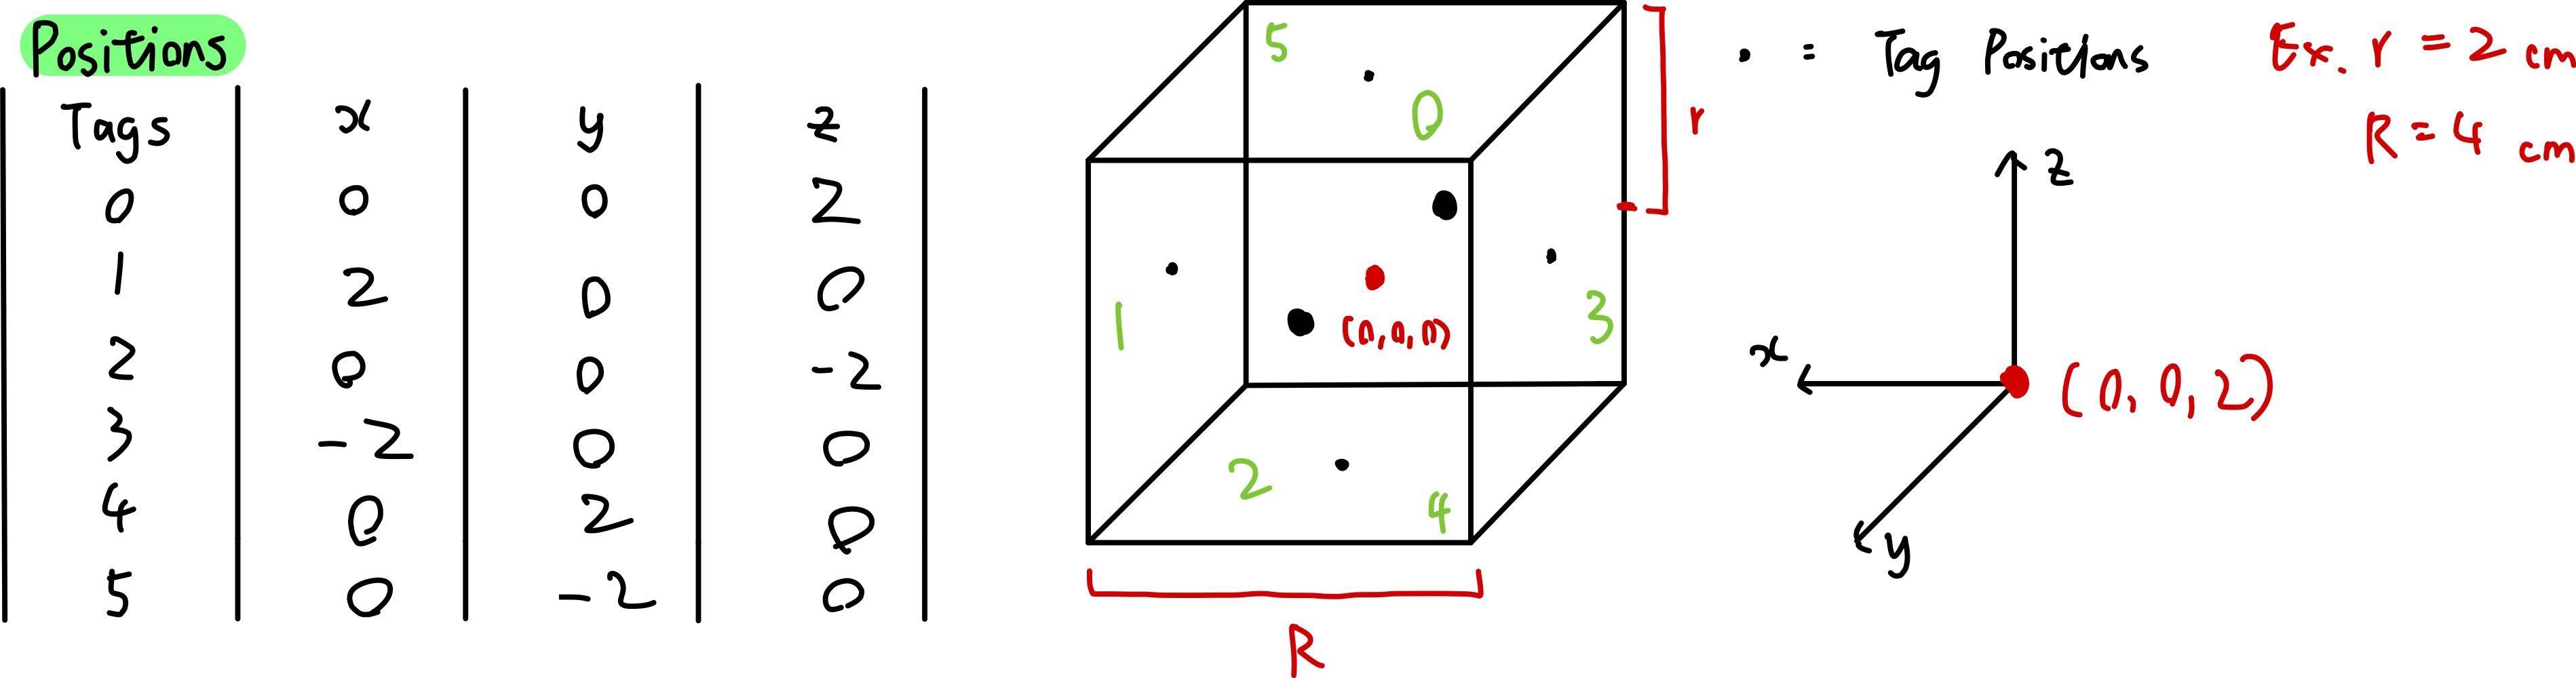 Positions
Tags x y z
0 0 0 2
1 2 0 0
2 0 0 -2
3 -2 0 0
4 0 2 0
5 0 -2 0
5
0
1
3
2
4
(0,0,0)
r
R
• = Tag Positions
z
x
y
(0, 0, 2)
Ex. r = 2 cm
R = 4 cm